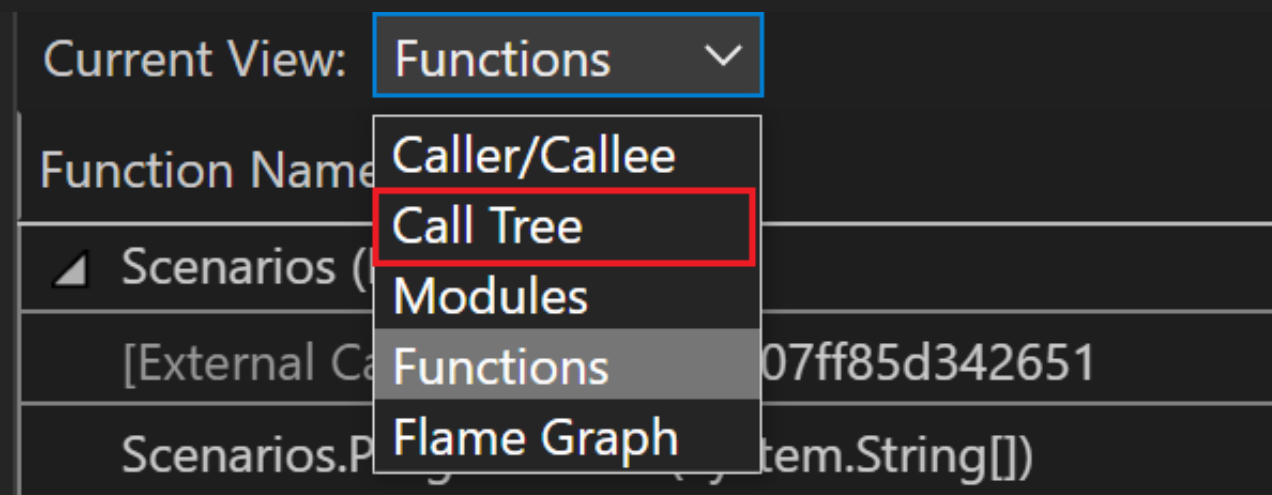 Current View: Functions
Caller/Callee
Function Name
Call Tree
Scenarios (
Modules
[External 07ff85d342651
Functions
Flame Graph
Scenarios. tem.String[])